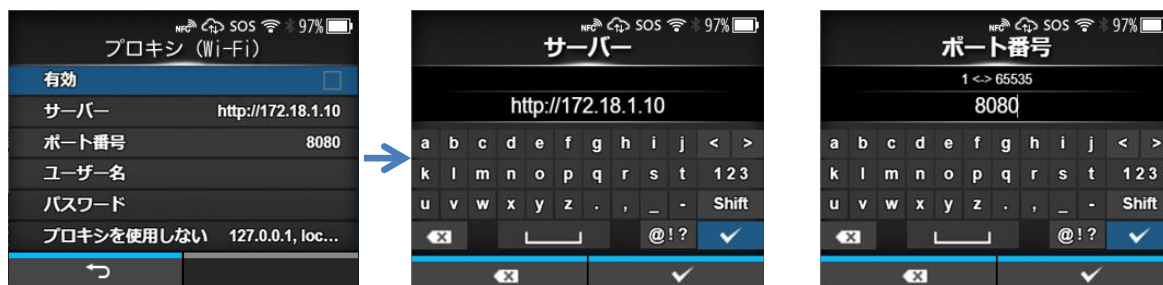 NFC SOS 97%
プロキシ (Wi-Fi)
有効
サーバー http://172.18.1.10
ポート番号 8080
ユーザー名
パスワード
プロキシを使用しない 127.0.0.1, loc...
NFC SOS 97%
サーバー
http://172.18.1.10
a b c d e f g h i j < >
k l m n o p q r s t 123
u v w x y z . , _ - Shift
@!?
NFC SOS 97%
ポート番号
1 <-> 65535
8080
a b c d e f g h i j < >
k l m n o p q r s t 123
u v w x y z . , _ - Shift
@!?